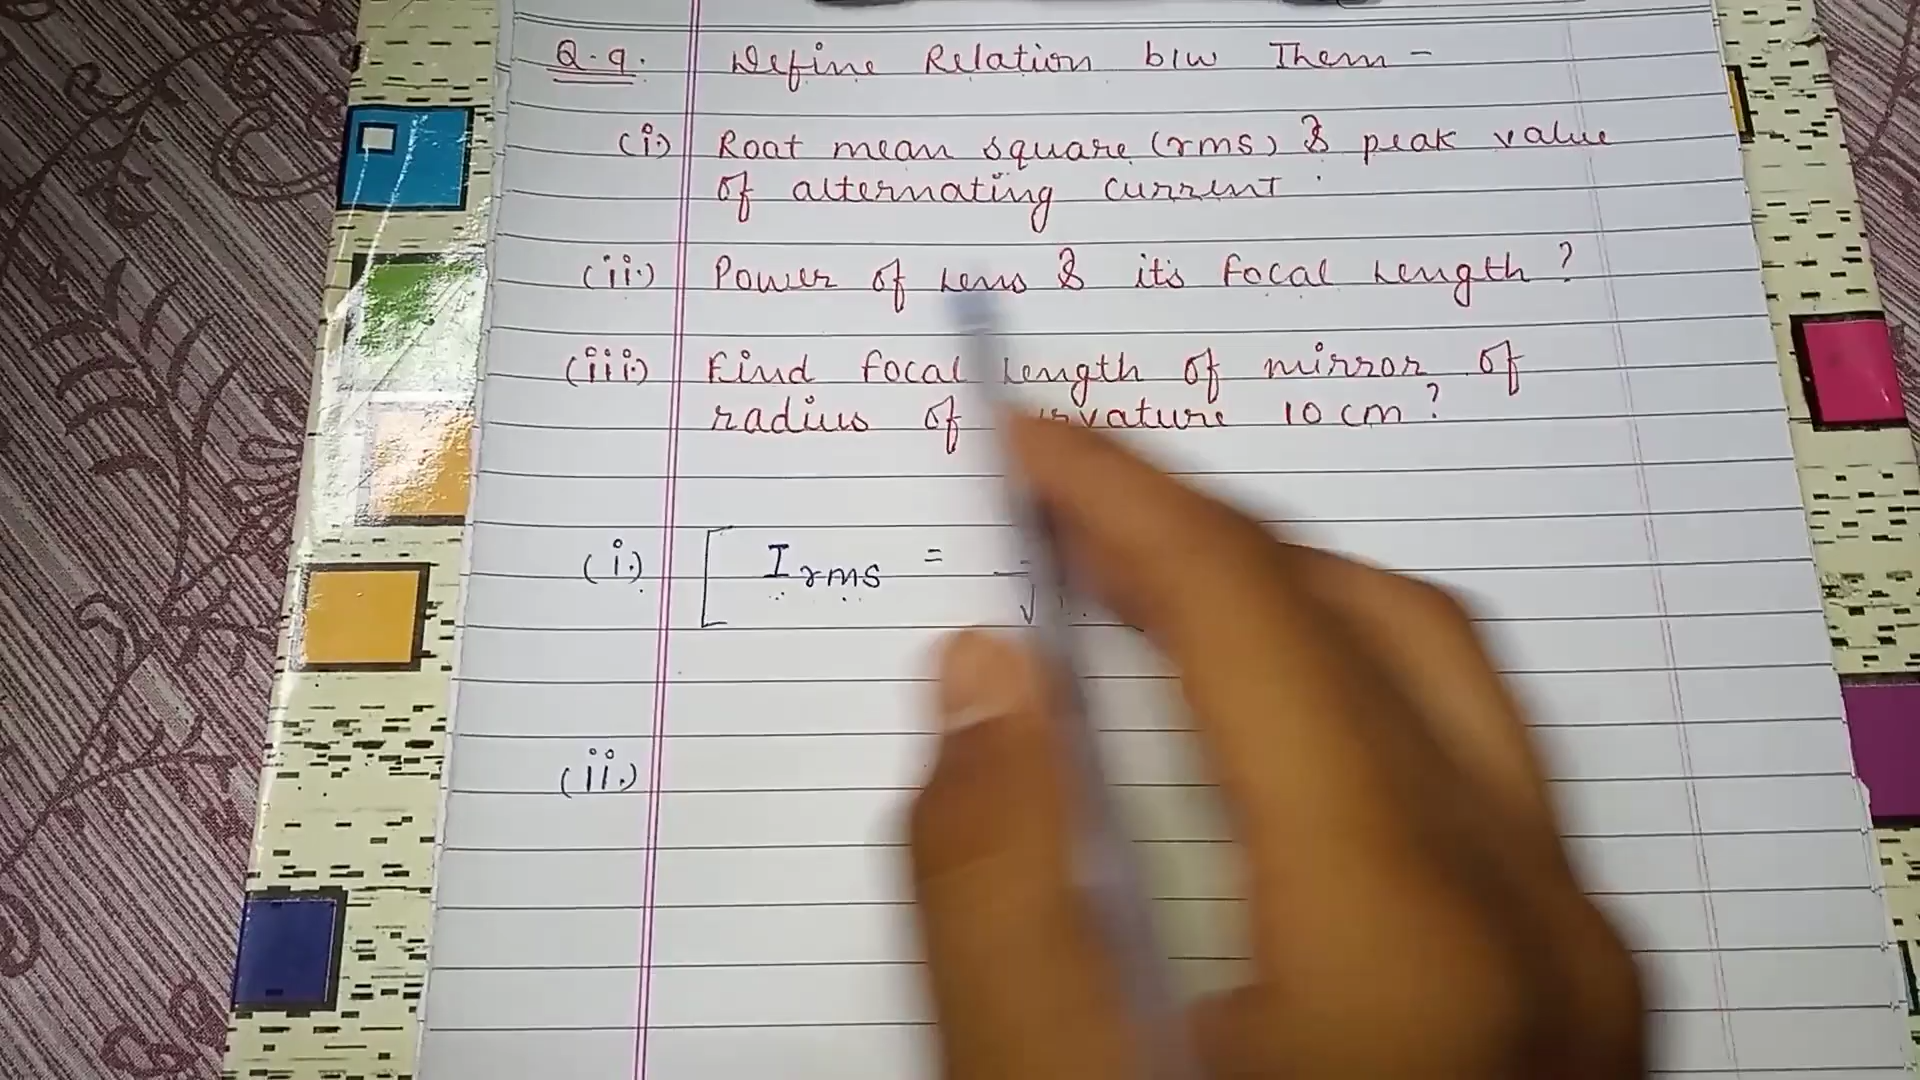 Q.9. Define Relation b/w Them -
(i.) Root mean square (rms) & peak value
of alternating current.
(ii.) Power of Lens & it's focal Length ?
(iii.) Find focal Length of mirror of
radius of 10 cm ?
(i.) [ Irms = √
(ii.)